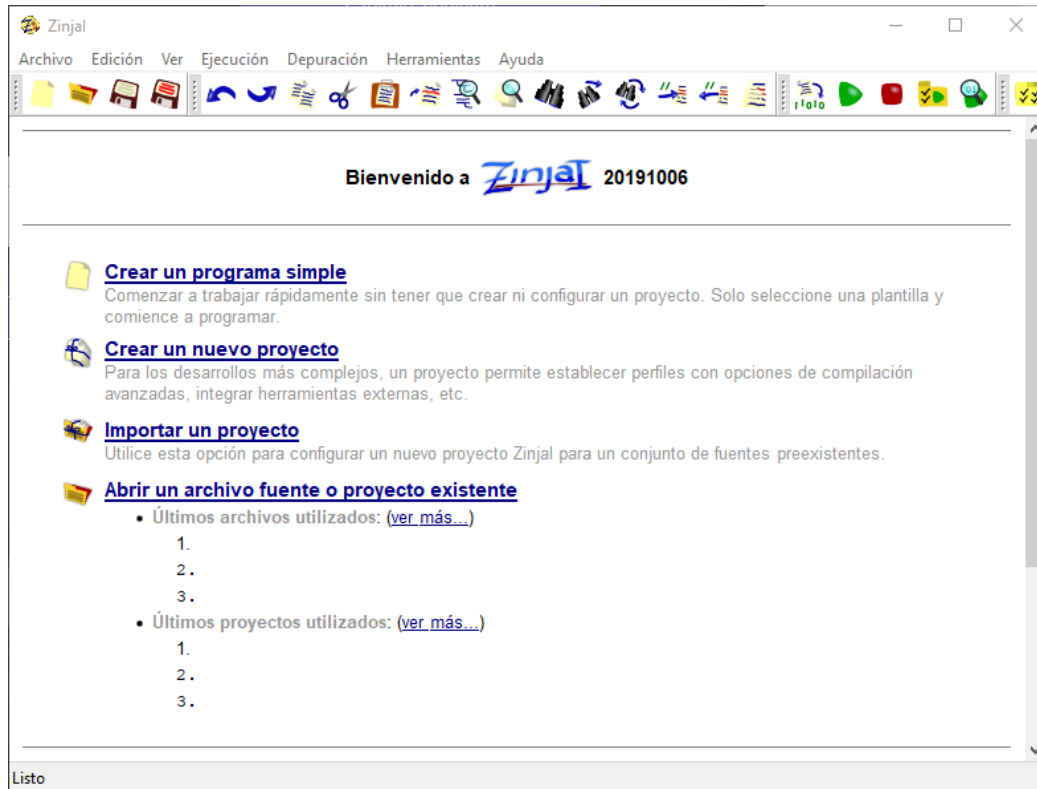 Zinjal
Archivo Edición Ver Ejecución Depuración Herramientas Ayuda
Bienvenido a ZinjaI 20191006
Crear un programa simple
Comenzar a trabajar rápidamente sin tener que crear ni configurar un proyecto. Solo seleccione una plantilla y
comience a programar.
Crear un nuevo proyecto
Para los desarrollos más complejos, un proyecto permite establecer perfiles con opciones de compilación
avanzadas, integrar herramientas externas, etc.
Importar un proyecto
Utilice esta opción para configurar un nuevo proyecto Zinjal para un conjunto de fuentes preexistentes.
Abrir un archivo fuente o proyecto existente
• Últimos archivos utilizados: (ver más...)
1.
2.
3.
• Últimos proyectos utilizados: (ver más...)
1.
2.
3.
Listo